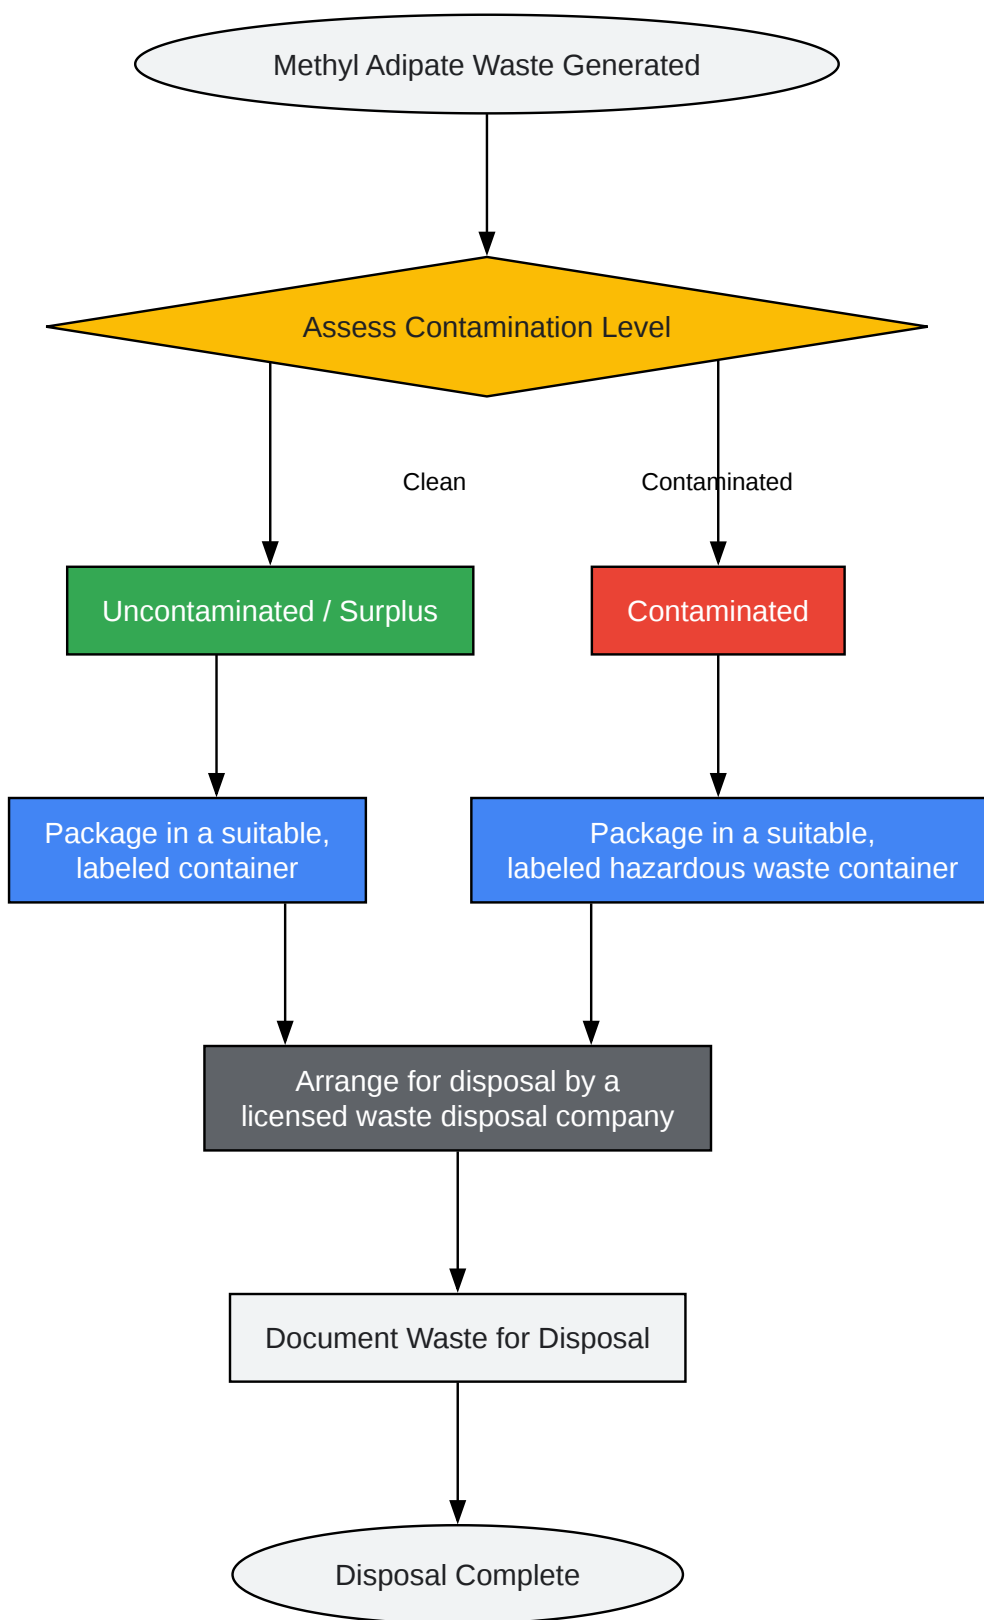 Methyl Adipate Waste Generated
Assess Contamination Level
Clean
Contaminated
Uncontaminated / Surplus
Contaminated
Package in a suitable,
labeled container
Package in a suitable,
labeled hazardous waste container
Arrange for disposal by a
licensed waste disposal company
Document Waste for Disposal
Disposal Complete